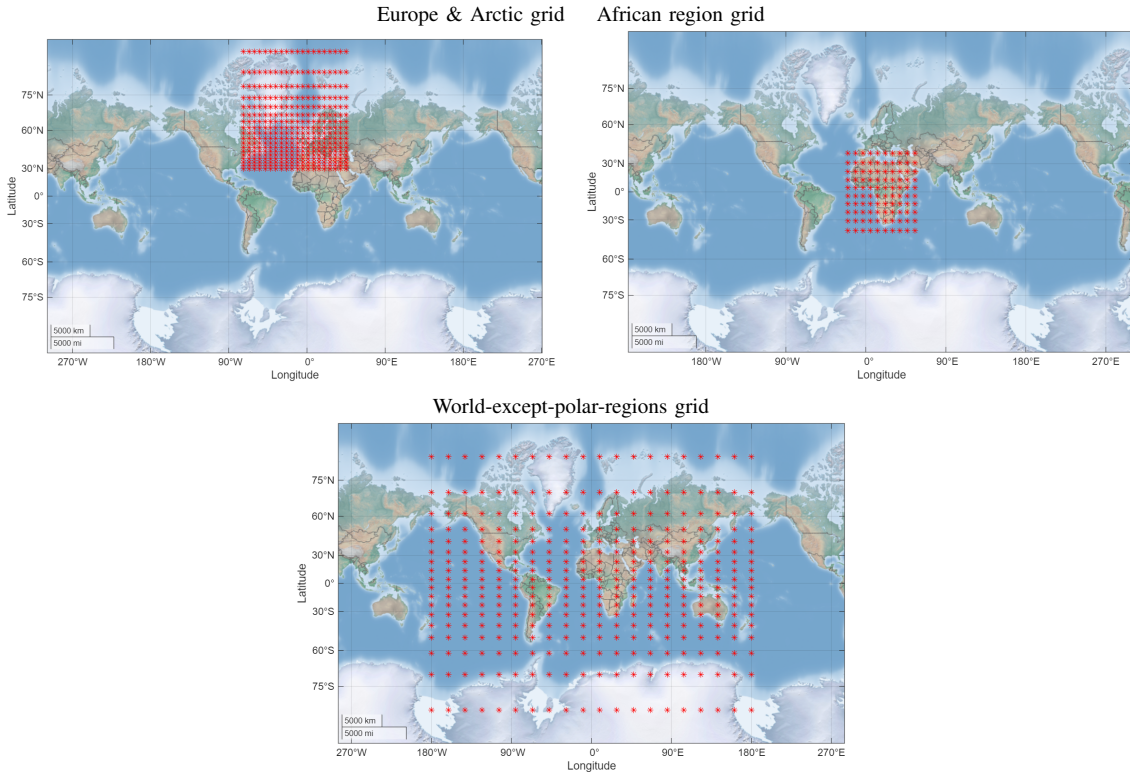 Europe & Arctic grid
African region grid
75°N
60°N
30°N
0°
30°S
60°S
75°S
Latitude
5000 km
5000 mi
270°W
180°W
90°W
0°
90°E
180°E
270°E
Longitude
75°N
60°N
30°N
0°
30°S
60°S
75°S
Latitude
5000 km
5000 mi
180°W
90°W
0°
90°E
180°E
270°E
Longitude
World-except-polar-regions grid
75°N
60°N
30°N
0°
30°S
60°S
75°S
Latitude
5000 km
5000 mi
270°W
180°W
90°W
0°
90°E
180°E
270°E
Longitude